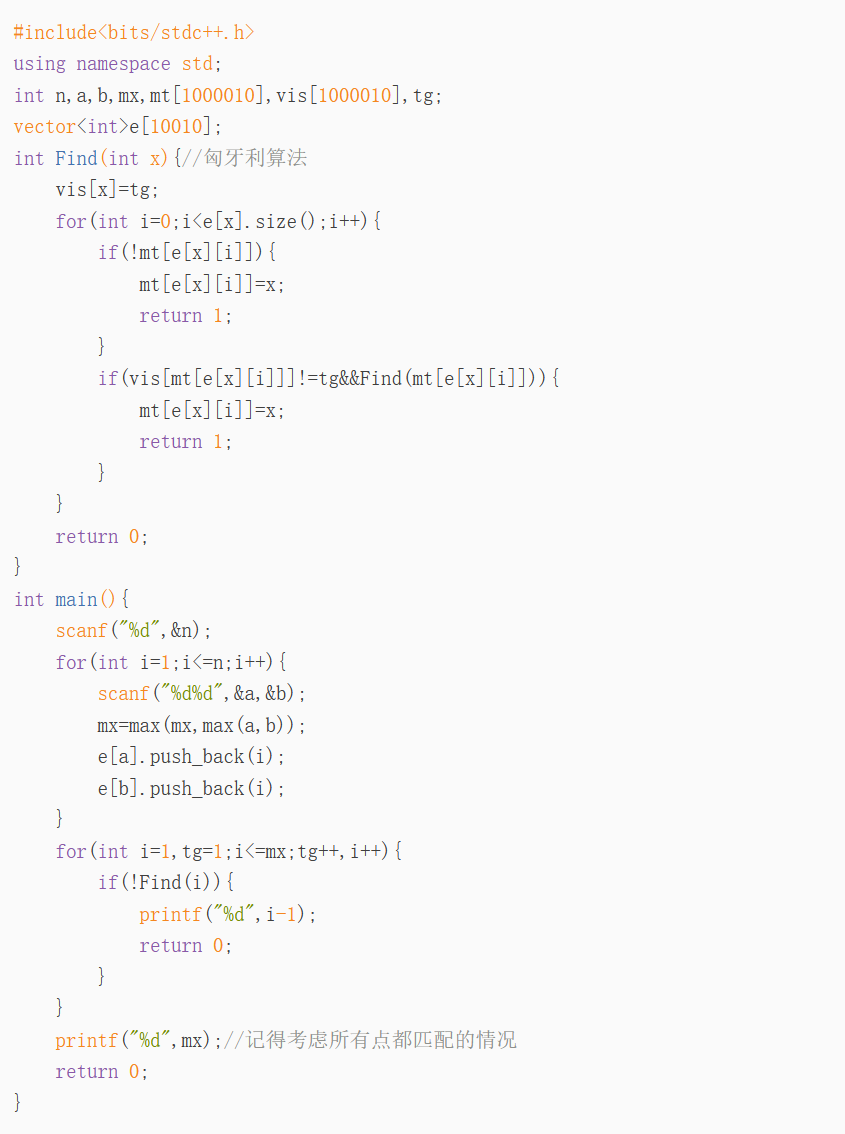 #include<bits/stdc++.h>
using namespace std;
int n,a,b,mx,mt[1000010],vis[1000010],tg;
vector<int>e[10010];
int Find(int x){//匈牙利算法
    vis[x]=tg;
    for(int i=0;i<e[x].size();i++){
        if(!mt[e[x][i]]){
            mt[e[x][i]]=x;
            return 1;
        }
        if(vis[mt[e[x][i]]]!=tg&&Find(mt[e[x][i]])){
            mt[e[x][i]]=x;
            return 1;
        }
    }
    return 0;
}
int main(){
    scanf("%d",&n);
    for(int i=1;i<=n;i++){
        scanf("%d%d",&a,&b);
        mx=max(mx,max(a,b));
        e[a].push_back(i);
        e[b].push_back(i);
    }
    for(int i=1,tg=1;i<=mx;tg++,i++){
        if(!Find(i)){
            printf("%d",i-1);
            return 0;
        }
    }
    printf("%d",mx);//记得考虑所有点都匹配的情况
    return 0;
}